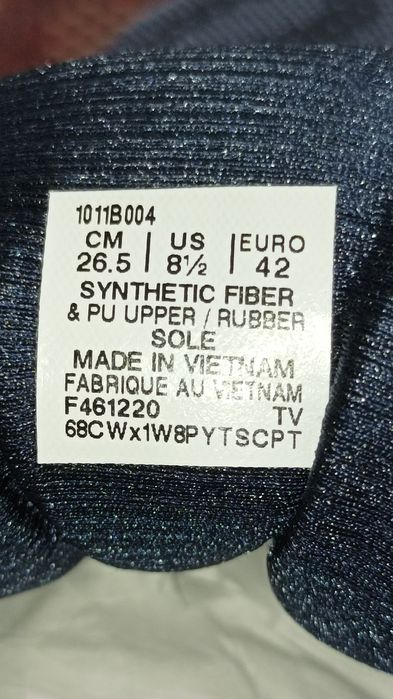 1011B004
CM | US | EURO
26.5 | 8½ | 42
SYNTHETIC FIBER
& PU UPPER / RUBBER
SOLE
MADE IN VIETNAM
FABRIQUE AU VIETNAM
F461220 TV
68CWx1W8PYTSCPT